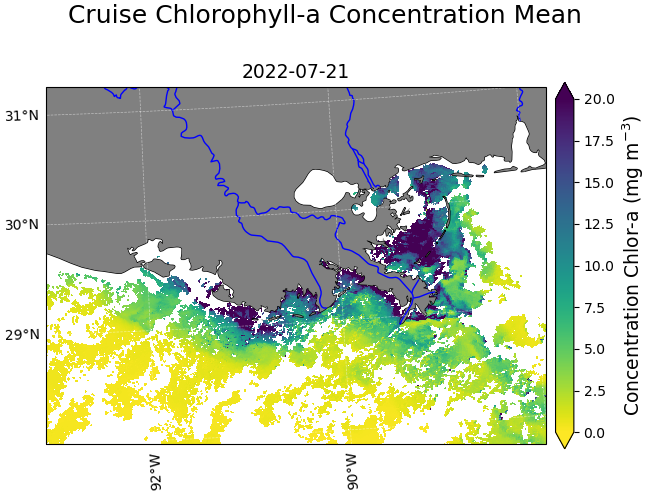 Cruise Chlorophyll-a Concentration Mean
2022-07-21
31°N
30°N
29°N
92°W
90°W
20.0
17.5
15.0
12.5
10.0
7.5
5.0
2.5
0.0
Concentration Chlor-a (mg m⁻³)